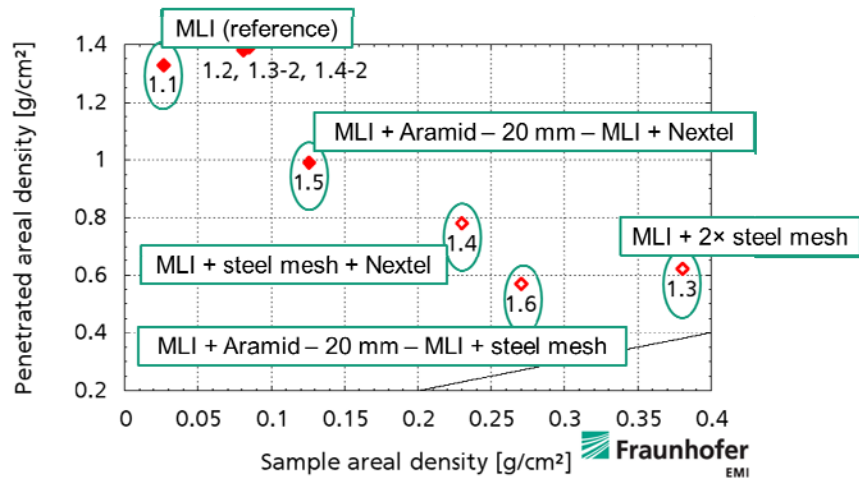 MLI (reference)
1.4
1.2
1
0.8
0.6
0.4
0.2
Penetrated areal density [g/cm²]
1.1
1.2, 1.3-2, 1.4-2
MLI + Aramid – 20 mm – MLI + Nextel
1.5
1.4
MLI + 2× steel mesh
MLI + steel mesh + Nextel
1.6
1.3
MLI + Aramid – 20 mm – MLI + steel mesh
0 0.05 0.1 0.15 0.2 0.25 0.3 0.35 0.4
Sample areal density [g/cm²]
Fraunhofer
EMI